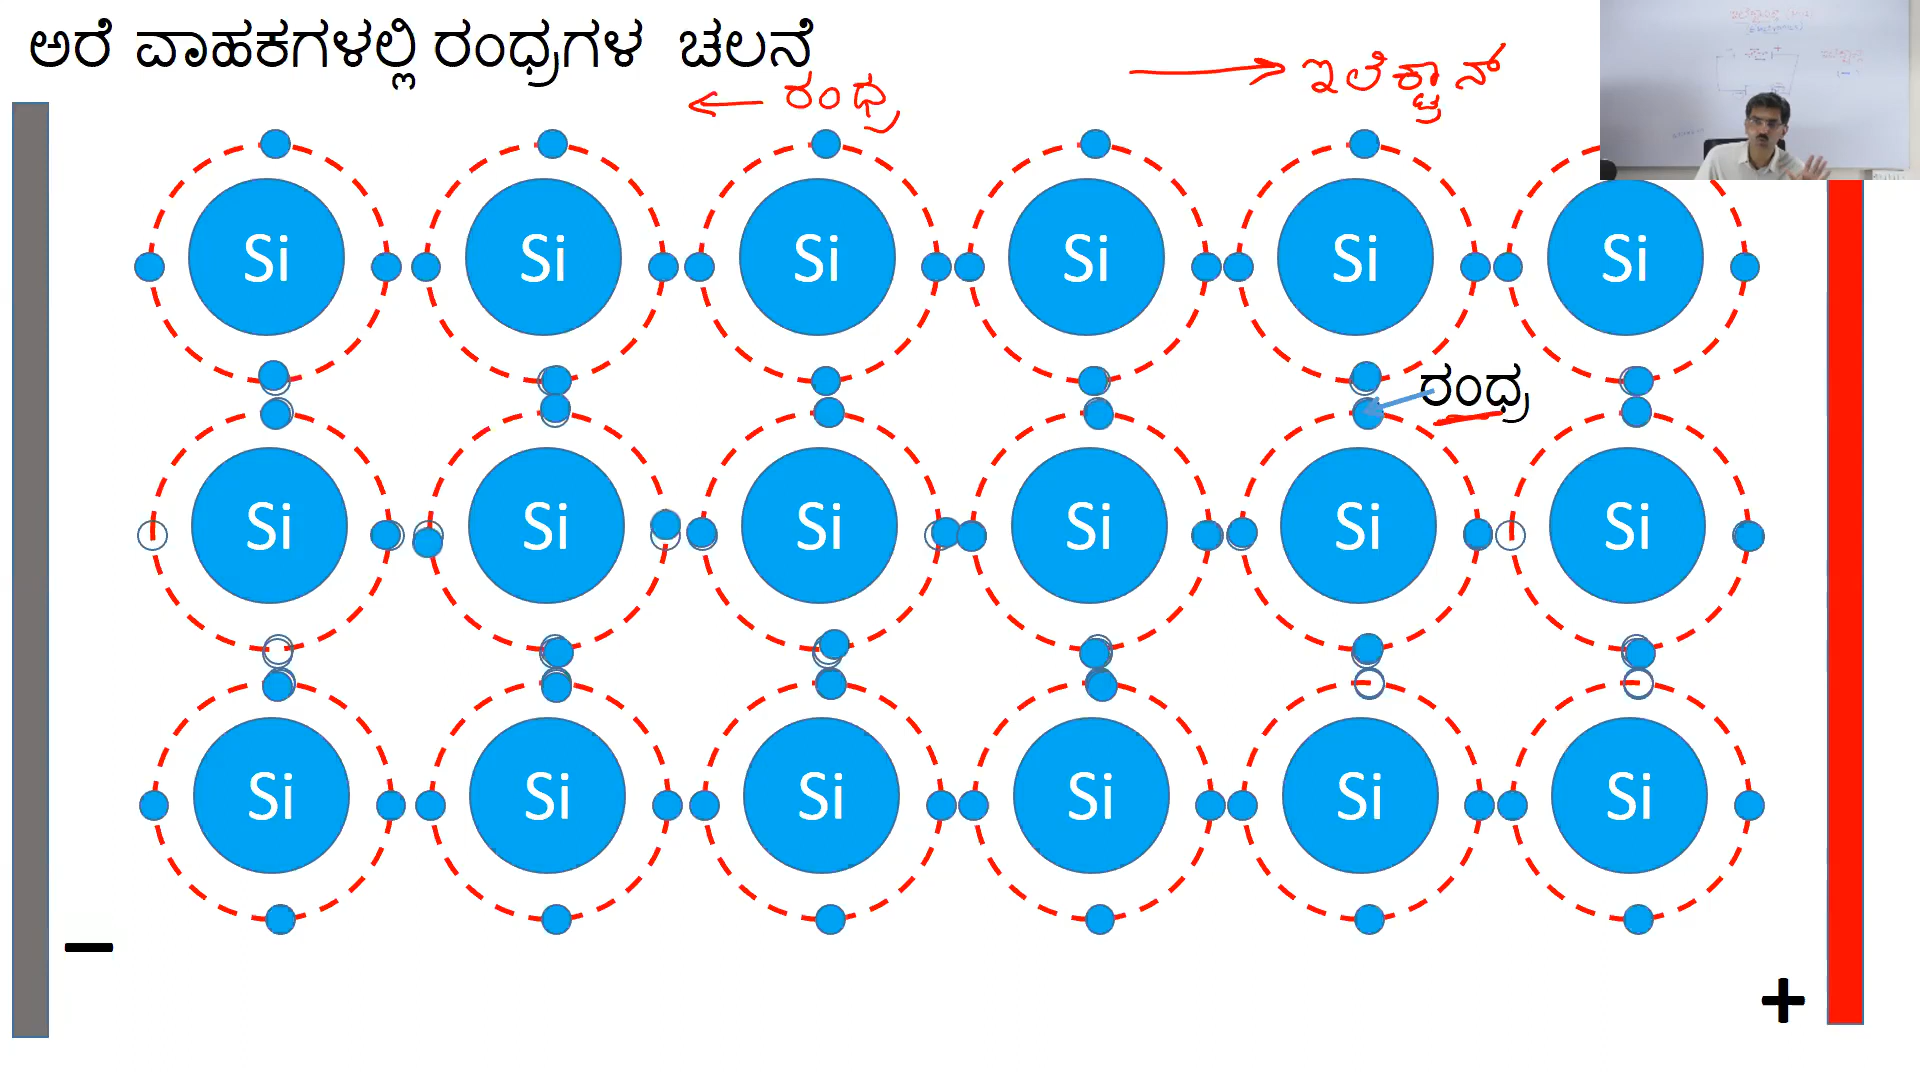 ಅರೆ ವಾಹಕಗಳಲ್ಲಿ ರಂಧ್ರಗಳ ಚಲನೆ
← ರಂಧ್ರ
→ ಇಲೆಕ್ಟ್ರಾನ್
Si Si Si Si Si Si
ರಂಧ್ರ
Si Si Si Si Si Si
Si Si Si Si Si Si
−
+